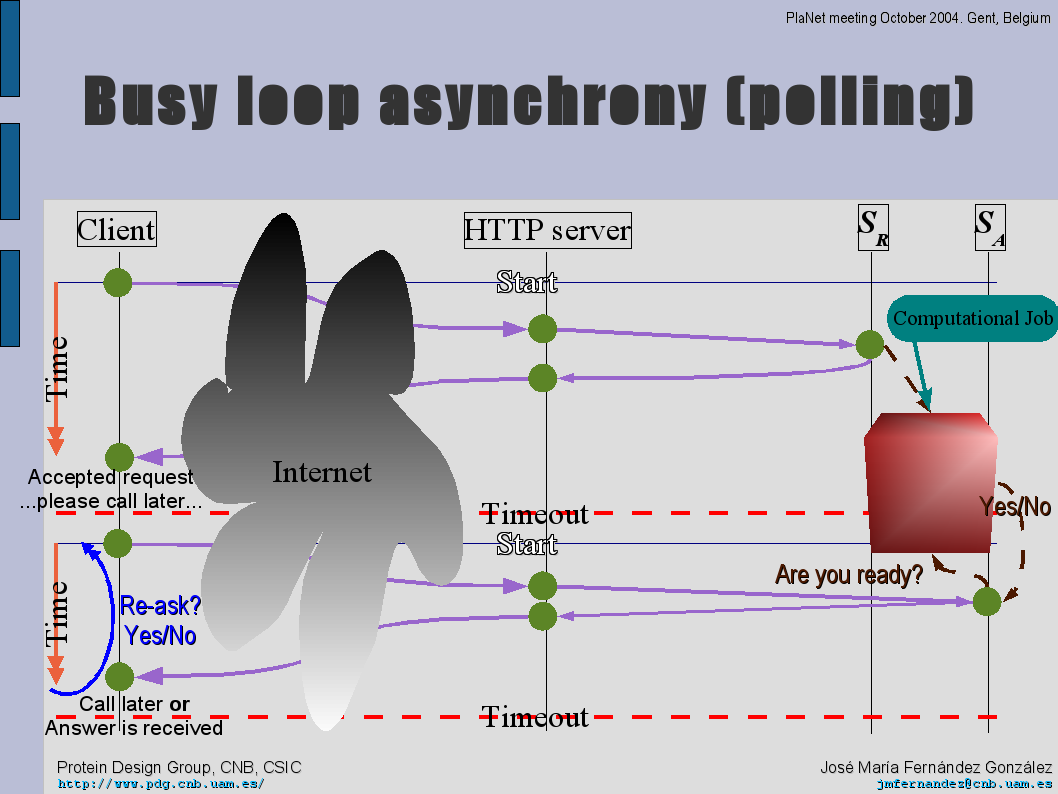 PlaNet meeting October 2004. Gent, Belgium
Busy loop asynchrony (polling)
Client
HTTP server
S_R
S_A
Start
Computational Job
Time
Internet
Accepted request
...please call later...
Yes/No
Timeout
Start
Are you ready?
Time
Re-ask?
Yes/No
Call later or
Answer is received
Timeout
Protein Design Group, CNB, CSIC
http://www.pdg.cnb.uam.es/
José María Fernández González
jmfernandez@cnb.uam.es